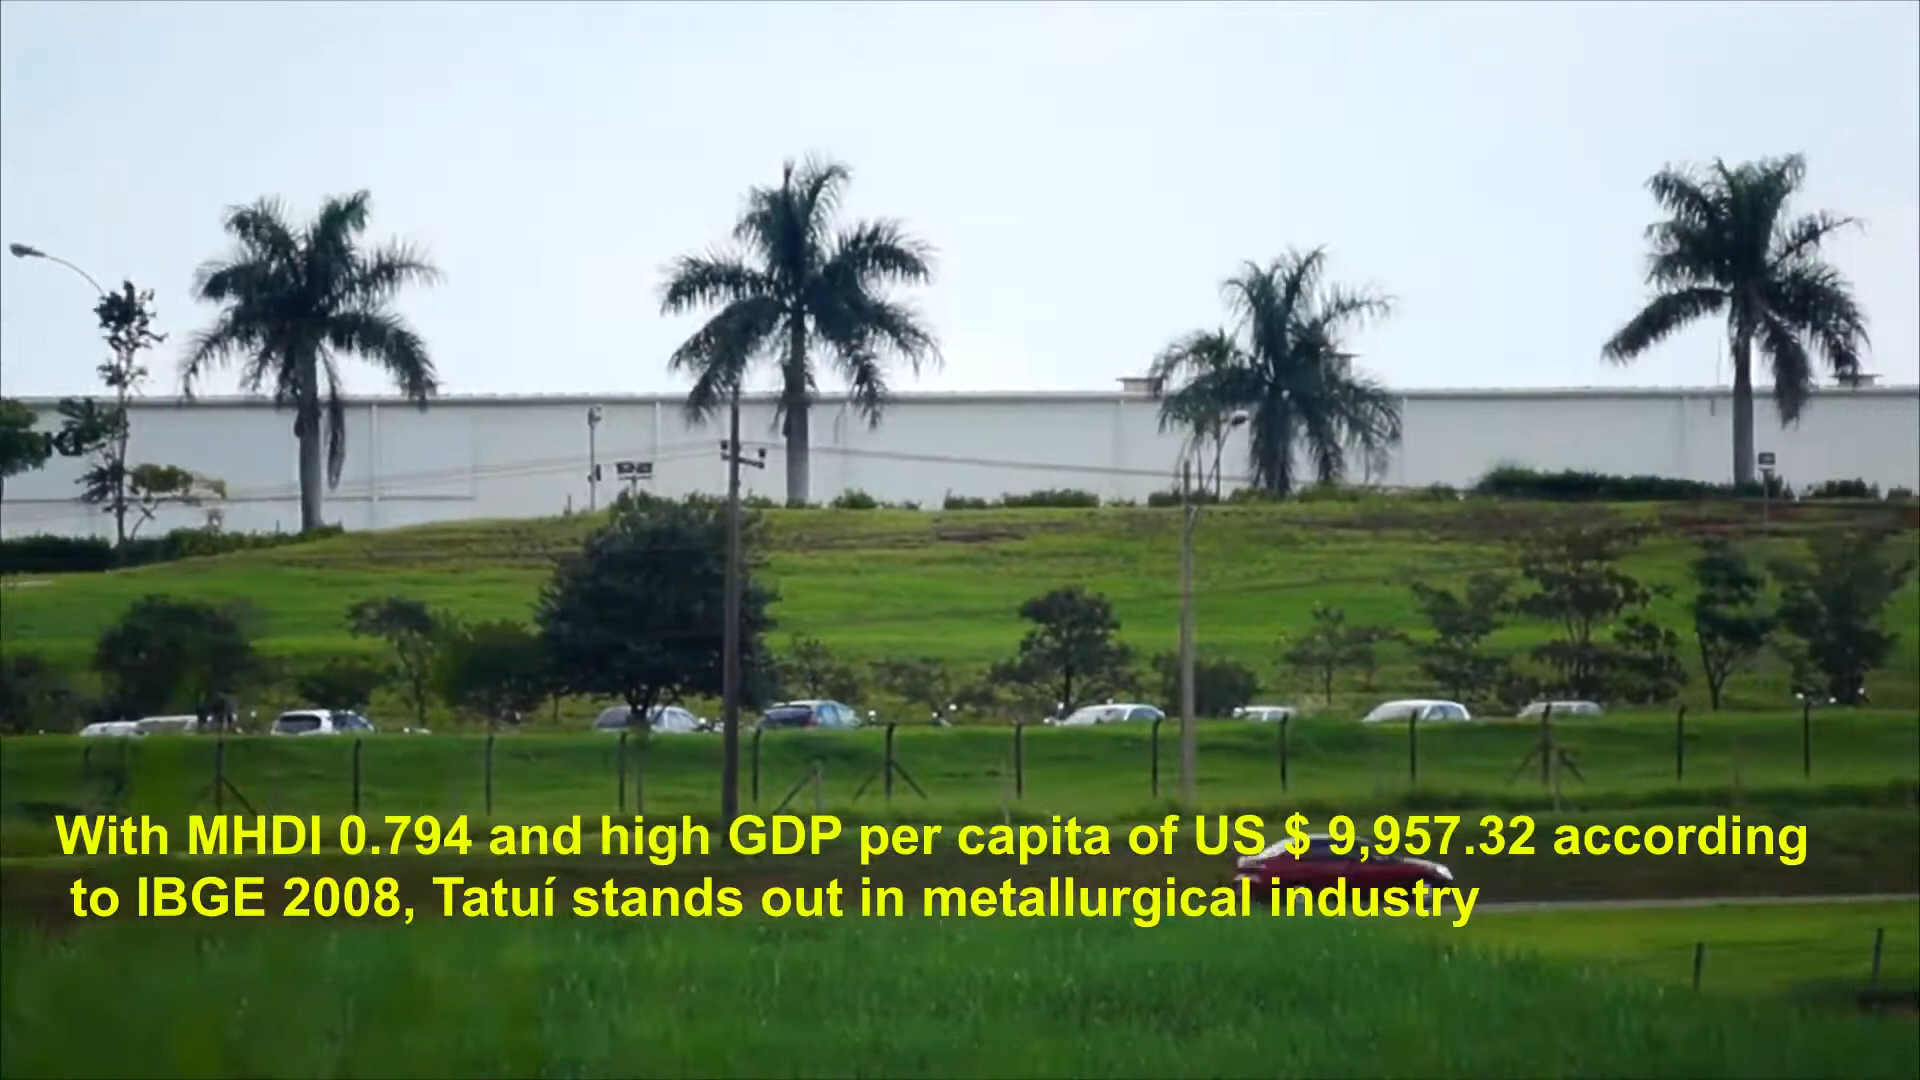 With MHDI 0.794 and high GDP per capita of US $ 9,957.32 according
to IBGE 2008, Tatuí stands out in metallurgical industry